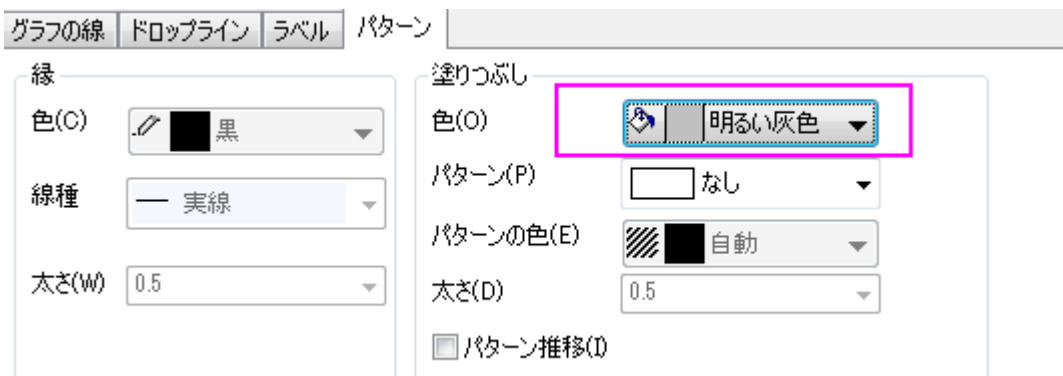 グラフの線 ドロップライン ラベル パターン
縁
色(C) 黒
線種 実線
太さ(W) 0.5
塗りつぶし
色(O) 明るい灰色
パターン(P) なし
パターンの色(E) 自動
太さ(D) 0.5
パターン推移(I)